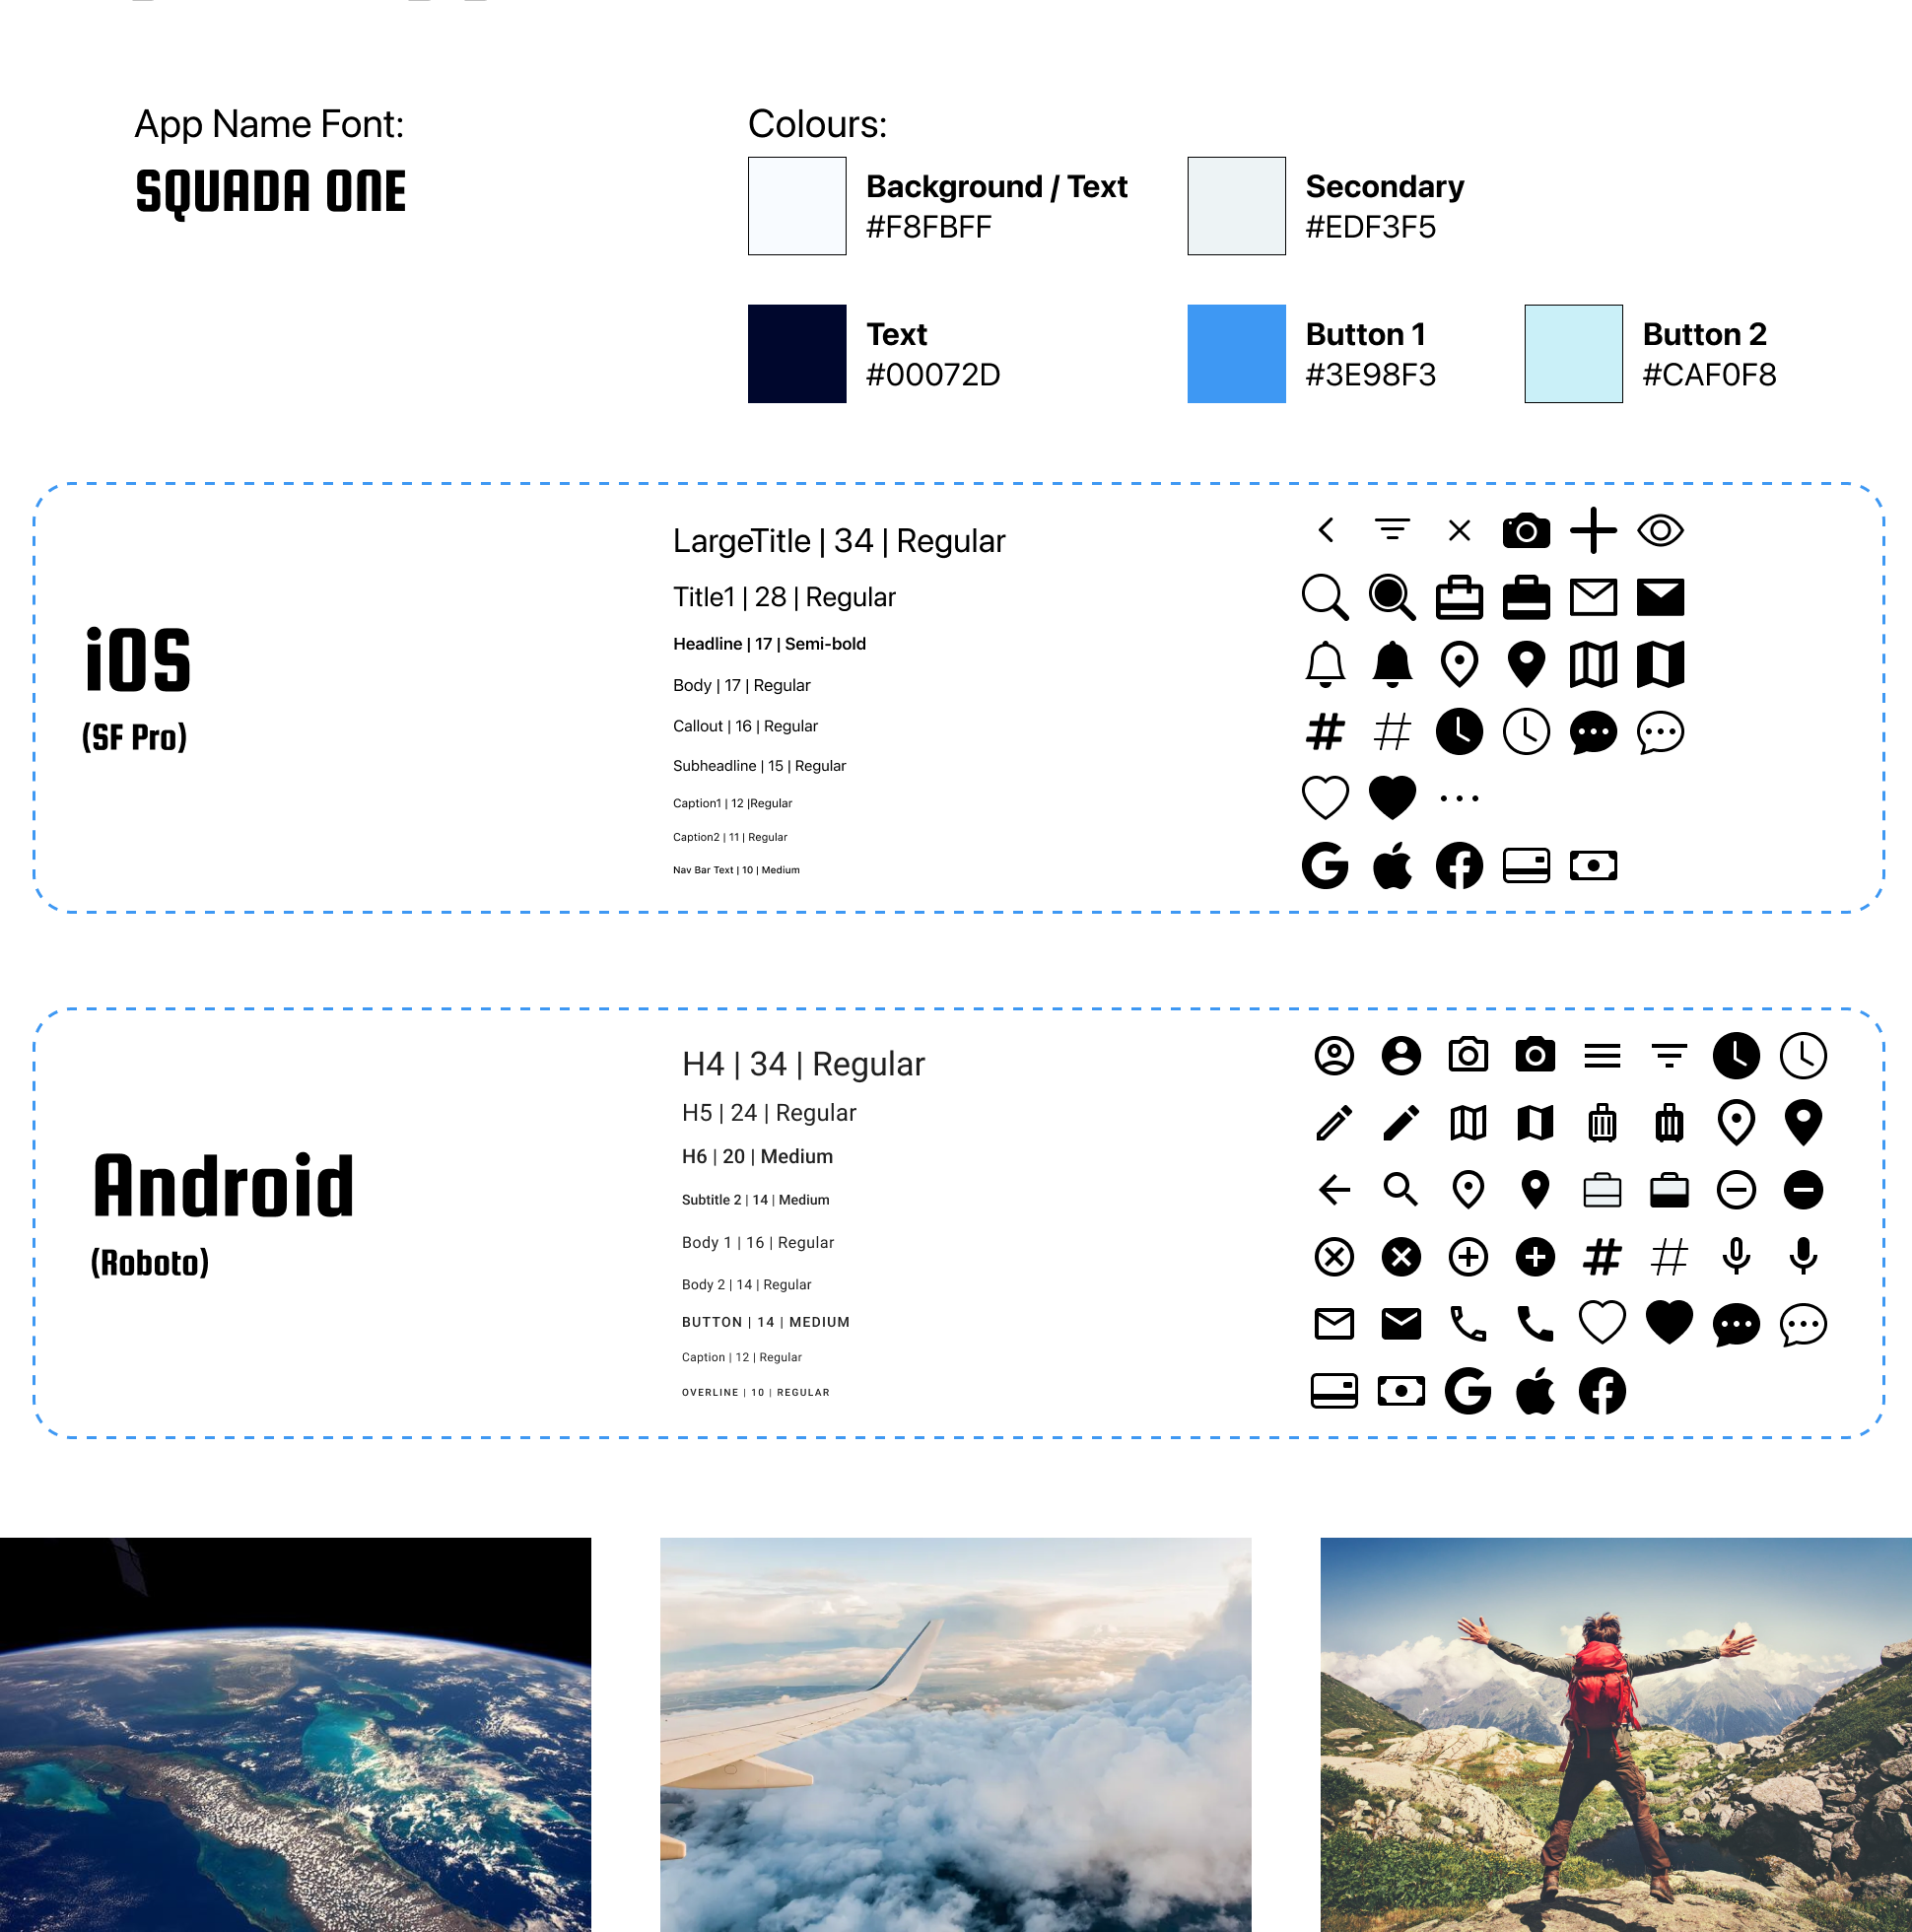 App Name Font:
SQUADA ONE
Colours:
Background / Text
#F8FBFF
Secondary
#EDF3F5
Text
#00072D
Button 1
#3E98F3
Button 2
#CAF0F8
iOS
(SF Pro)
LargeTitle | 34 | Regular
Title1 | 28 | Regular
Headline | 17 | Semi-bold
Body | 17 | Regular
Callout | 16 | Regular
Subheadline | 15 | Regular
Caption1 | 12 |Regular
Caption2 | 11 | Regular
Nav Bar Text | 10 | Medium
Android
(Roboto)
H4 | 34 | Regular
H5 | 24 | Regular
H6 | 20 | Medium
Subtitle 2 | 14 | Medium
Body 1 | 16 | Regular
Body 2 | 14 | Regular
BUTTON | 14 | MEDIUM
Caption | 12 | Regular
OVERLINE | 10 | REGULAR